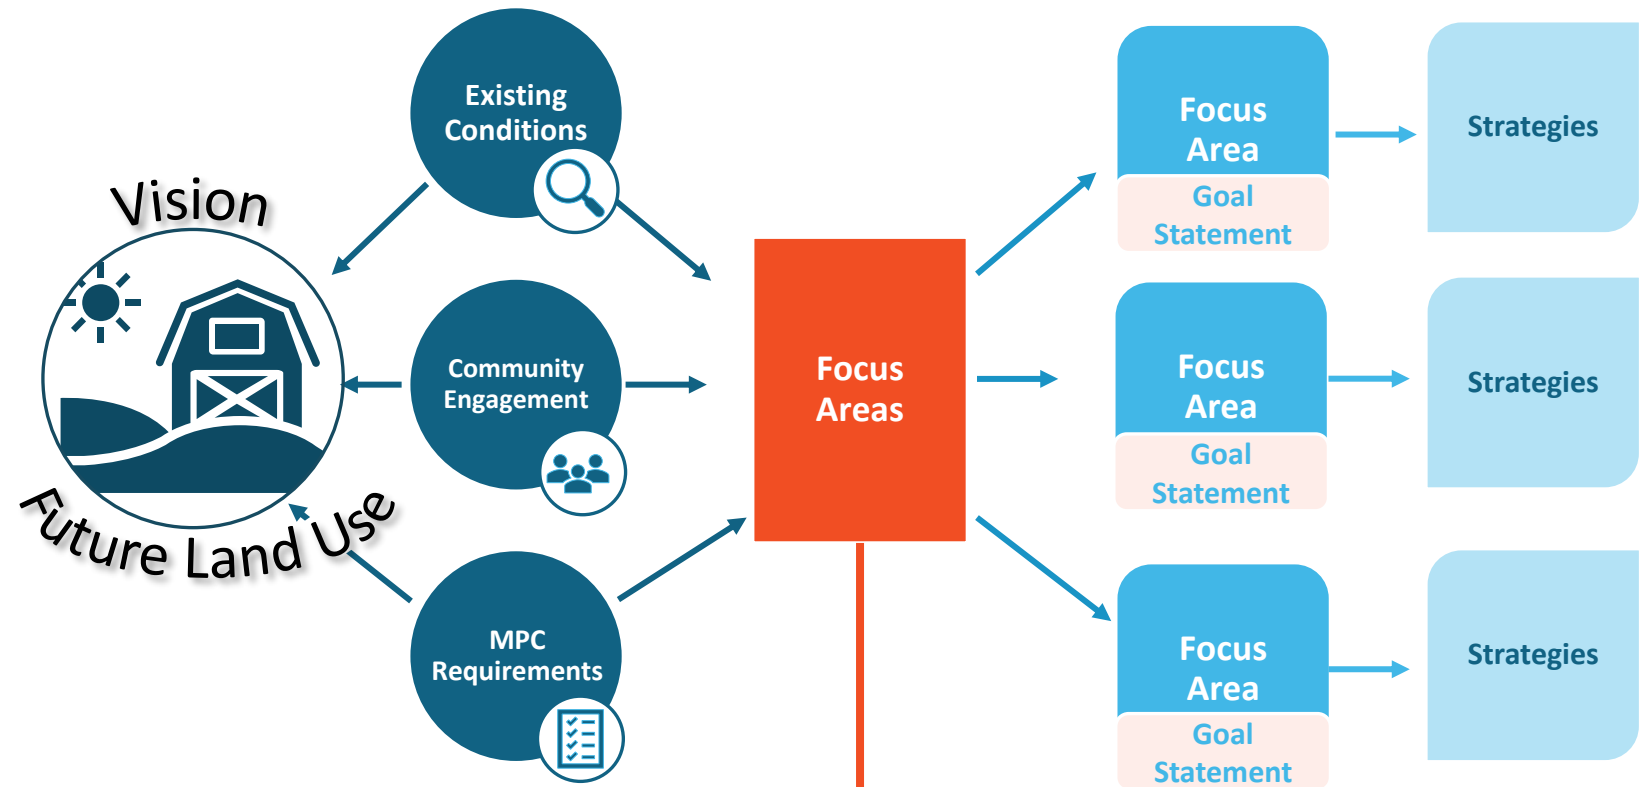 Vision
Future Land Use
Existing
Conditions
Community
Engagement
MPC
Requirements
Focus
Areas
Focus
Area
Goal
Statement
Strategies
Focus
Area
Goal
Statement
Strategies
Focus
Area
Goal
Statement
Strategies